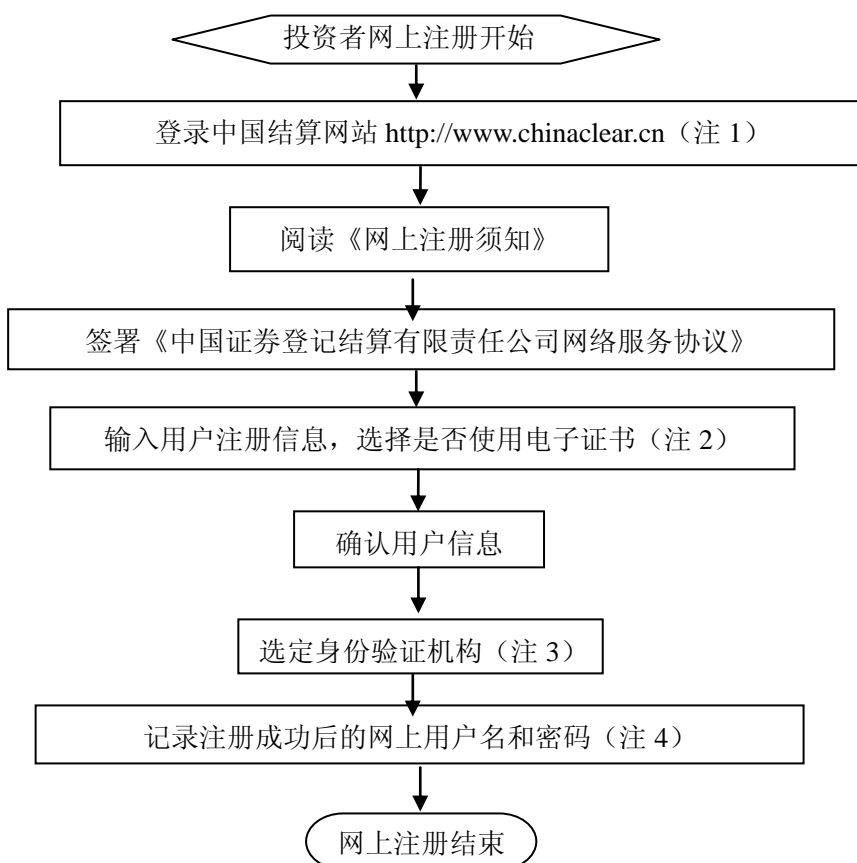 投资者网上注册开始
登录中国结算网站 http://www.chinaclear.cn（注 1）
阅读《网上注册须知》
签署《中国证券登记结算有限责任公司网络服务协议》
输入用户注册信息，选择是否使用电子证书（注 2）
确认用户信息
选定身份验证机构（注 3）
记录注册成功后的网上用户名和密码（注 4）
网上注册结束